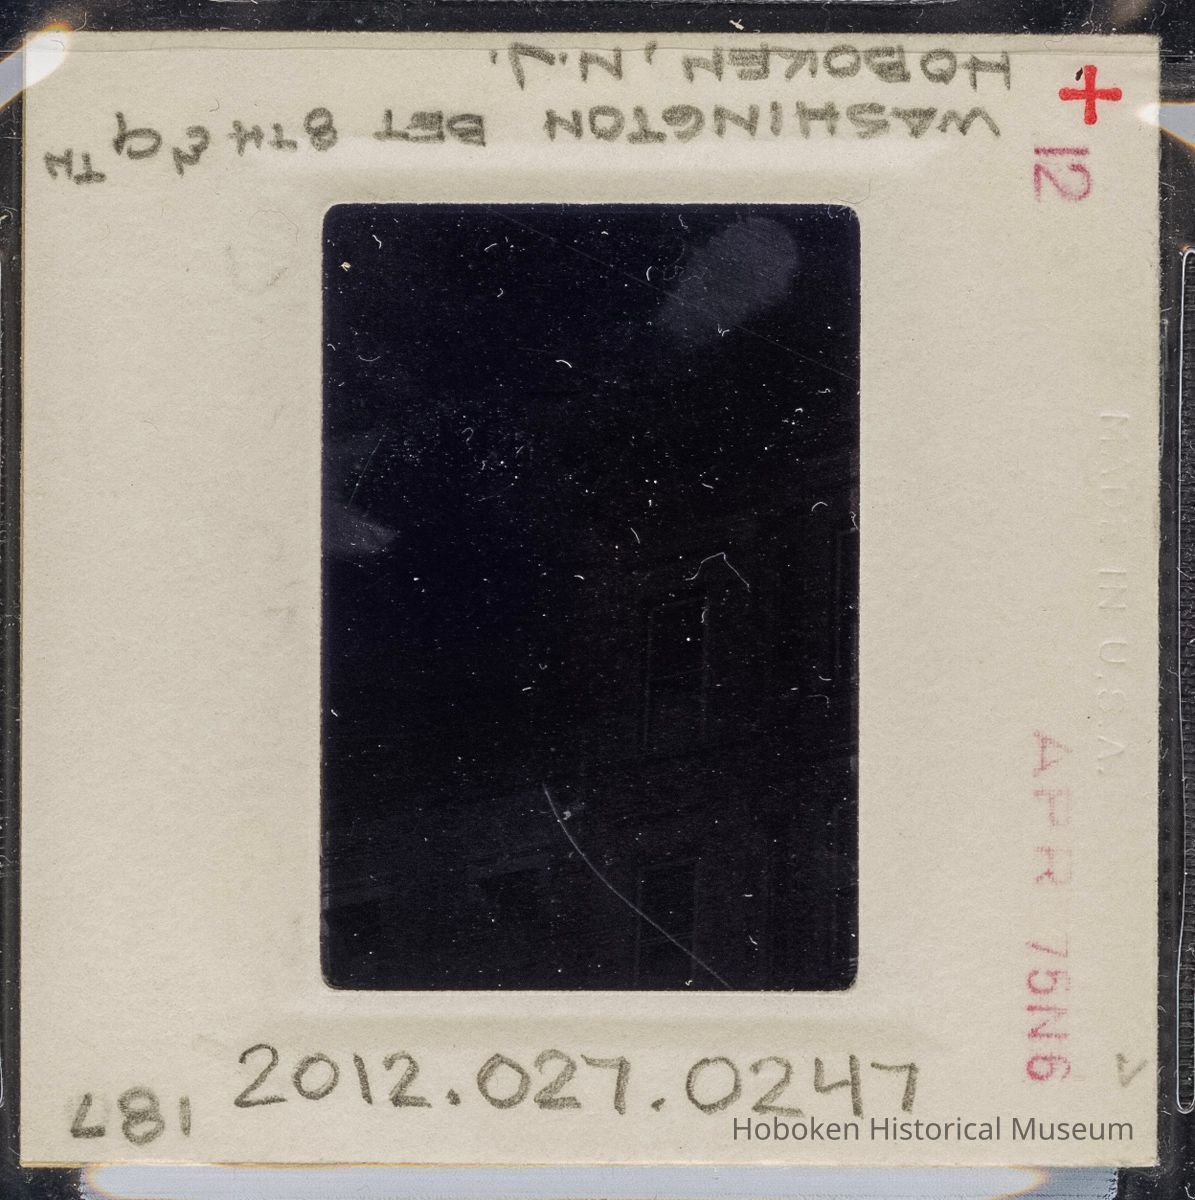 HOBOKEN, N.J.
WASHINGTON BET 8TH & 9TH
12
MADE IN U.S.A.
APR 75N6
2012.027.0247
187
Hoboken Historical Museum